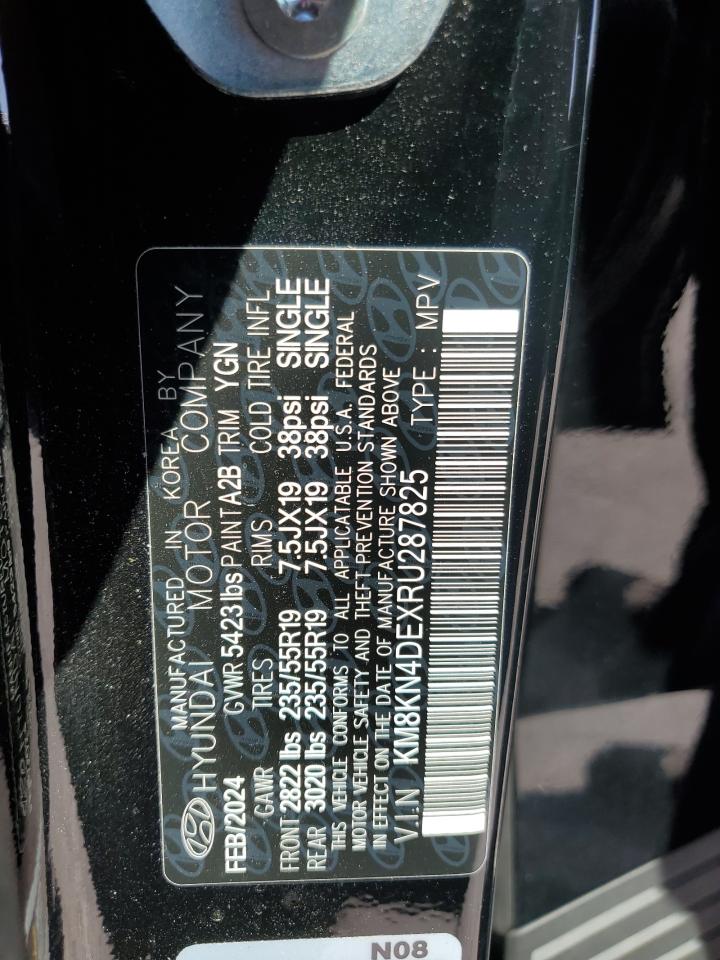 MANUFACTURED IN KOREA BY
HYUNDAI MOTOR COMPANY
FEB/2024 GVWR 5423 lbs PAINT A2B TRIM YGN
GAWR TIRES RIMS COLD TIRE INFL
FRONT 2822 lbs 235/55R19 7.5JX19 38psi SINGLE
REAR 3020 lbs 235/55R19 7.5JX19 38psi SINGLE
THIS VEHICLE CONFORMS TO ALL APPLICATABLE U.S.A. FEDERAL
MOTOR VEHICLE SAFETY AND THEFT PREVENTION STANDARDS
IN EFFECT ON THE DATE OF MANUFACTURE SHOWN ABOVE
V.I.N KM8KN4DEXRU287825 TYPE : MPV
N08